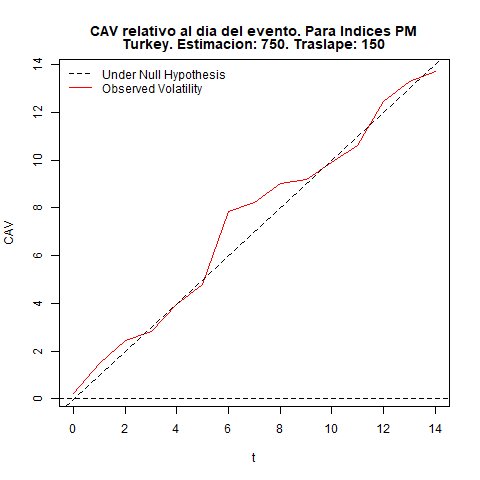 CAV relativo al dia del evento. Para Indices PM
Turkey. Estimacion: 750. Traslape: 150
Under Null Hypothesis
Observed Volatility
14
12
10
8
6
4
2
0
CAV
0 2 4 6 8 10 12 14
t